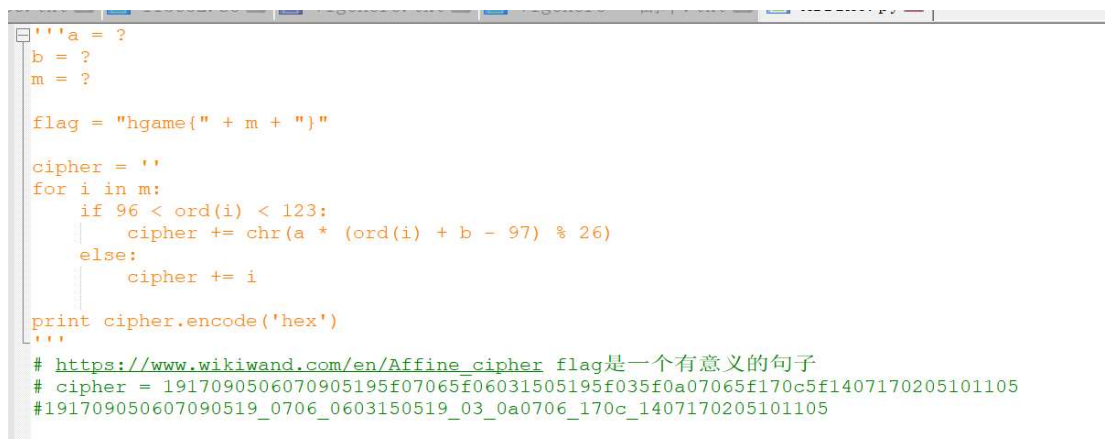 '''a = ?
b = ?
m = ?
flag = "hgame{" + m + "}"
cipher = ''
for i in m:
    if 96 < ord(i) < 123:
        cipher += chr(a * (ord(i) + b - 97) % 26)
    else:
        cipher += i
print cipher.encode('hex')
'''
# https://www.wikiwand.com/en/Affine_cipher flag是一个有意义的句子
# cipher = 1917090506070905195f07065f06031505195f035f0a07065f170c5f1407170205101105
#191709050607090519_0706_0603150519_03_0a0706_170c_1407170205101105